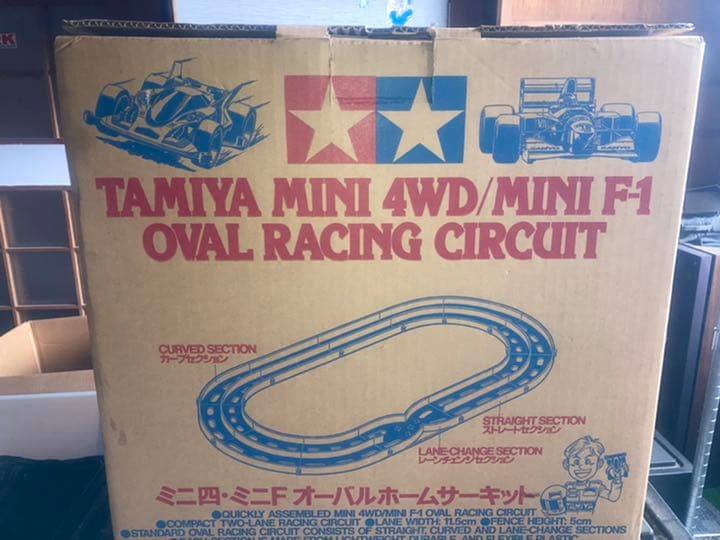 TAMIYA MINI 4WD/MINI F-1
OVAL RACING CIRCUIT
CURVED SECTION
カーブセクション
STRAIGHT SECTION
ストレートセクション
LANE-CHANGE SECTION
レーンチェンジセクション
ミニ四・ミニF オーバルホームサーキット
●QUICKLY ASSEMBLED MINI 4WD/MINI F1 OVAL RACING CIRCUIT
●COMPACT TWO-LANE RACING CIRCUIT ●LANE WIDTH: 11.5cm ●FENCE HEIGHT: 5cm
●STANDARD OVAL RACING CIRCUIT CONSISTS OF STRAIGHT, CURVED AND LANE-CHANGE SECTIONS